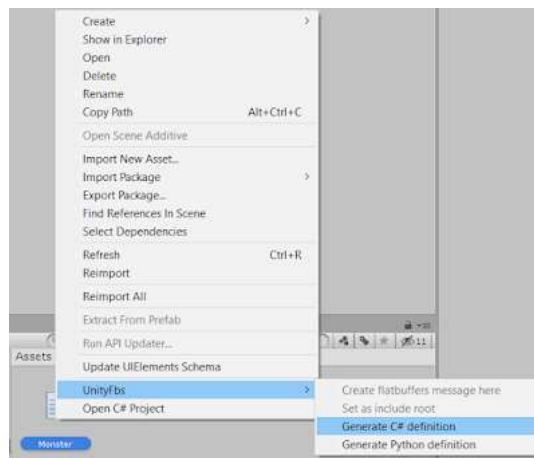 Create
Show in Explorer
Open
Delete
Rename
Copy Path Alt+Ctrl+C
Open Scene Additive
Import New Asset...
Import Package
Export Package...
Find References In Scene
Select Dependencies
Refresh Ctrl+R
Reimport
Reimport All
Extract From Prefab
Run API Updater...
11
Assets
Update UIElements Schema
UnityFbs
Create flatbuffers message here
Open C# Project
Set as include root
Generate C# definition
Monster
Generate Python definition